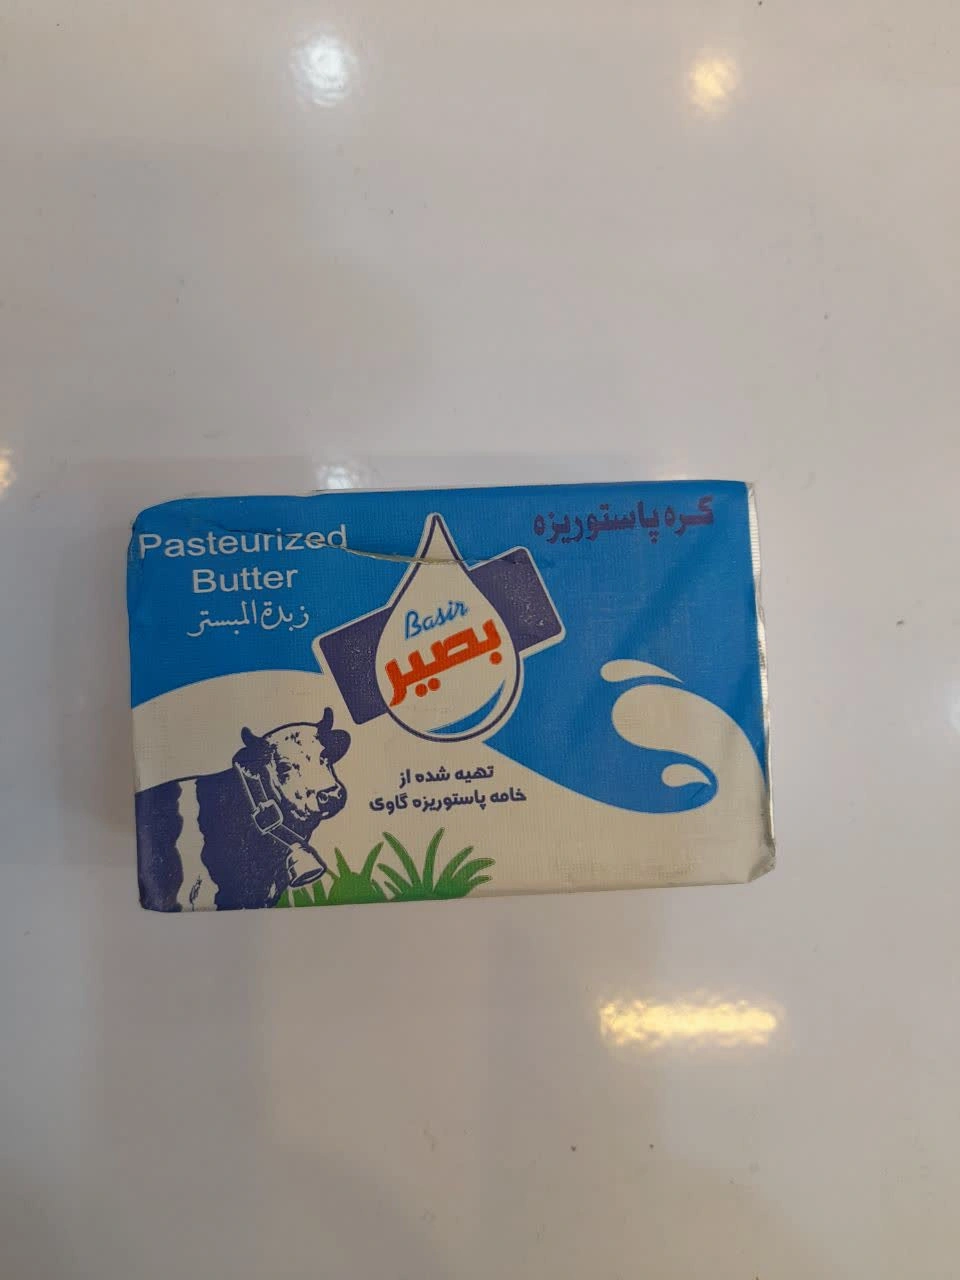 کره پاستوریزه
Pasteurized
Butter
زبدة المبستر
Basir
بصیر
تهیه شده از
خامه پاستوریزه گاوی